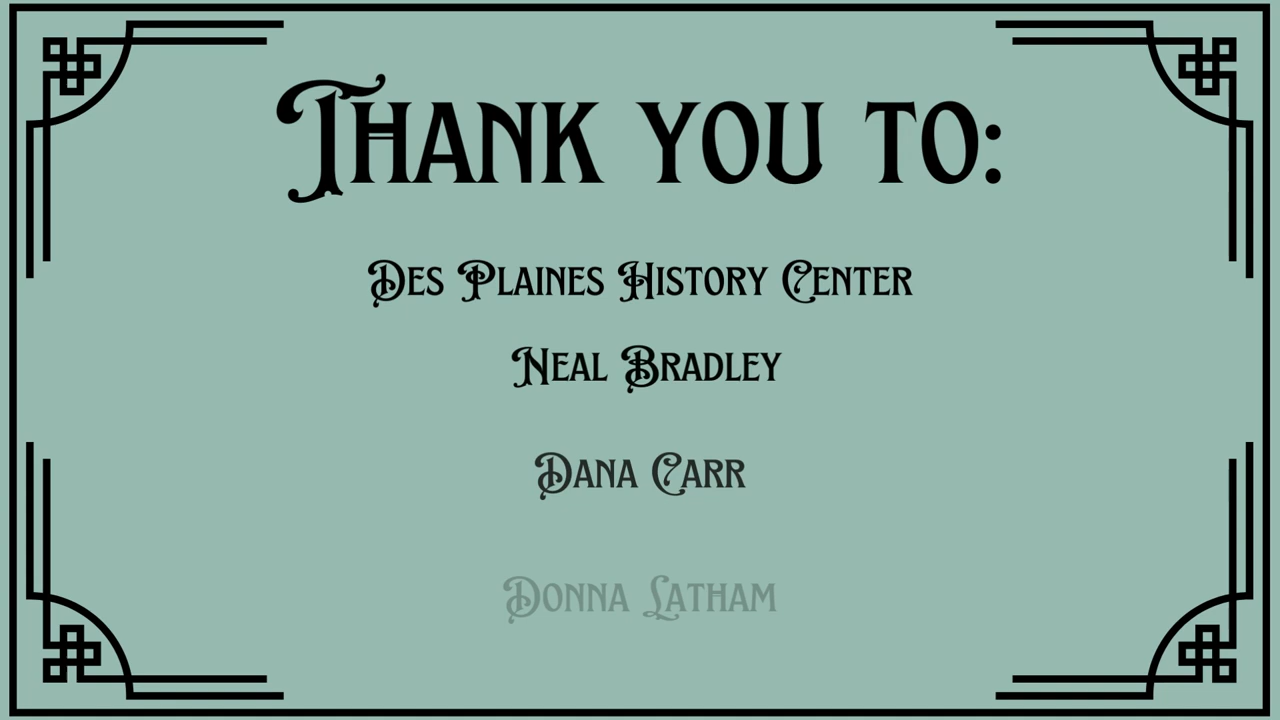 Thank you to:
Des Plaines History Center
Neal Bradley
Dana Carr
Donna Latham